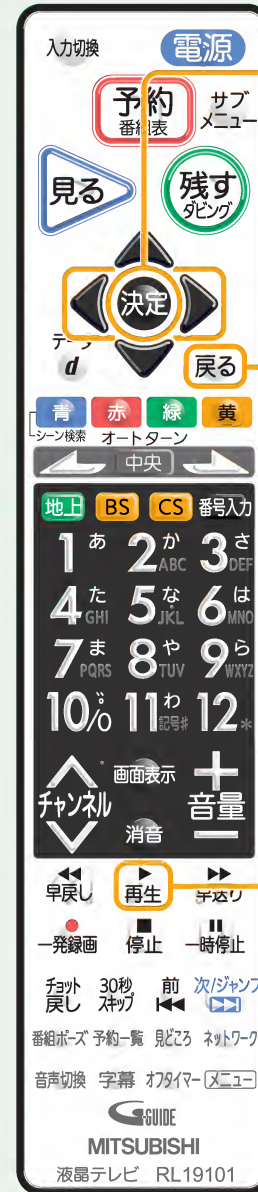 入力切換 電源
予約 サブ
番組表 メニュー
見る 残す
ダビング
決定
データ
d 戻る
青 赤 緑 黄
シーン検索 オートターン
中央
地上 BS CS 番号入力
1 あ 2 か ABC 3 さ DEF
4 た GHI 5 な JKL 6 は MNO
7 ま PQRS 8 や TUV 9 ら WXYZ
10/0 ゛゜ 11 わ 記号# 12 *
画面表示 +
チャンネル 音量
消音 −
◀◀ ▶ ▶▶
早戻し 再生 早送り
● ■ ▮▮
一発録画 停止 一時停止
チョット 30秒 前 次/ジャンプ
戻し スキップ ⏮ ▶▶|
番組ポーズ 予約一覧 見どころ ネットワーク
音声切換 字幕 オフタイマー メニュー
G-GUIDE
MITSUBISHI
液晶テレビ RL19101